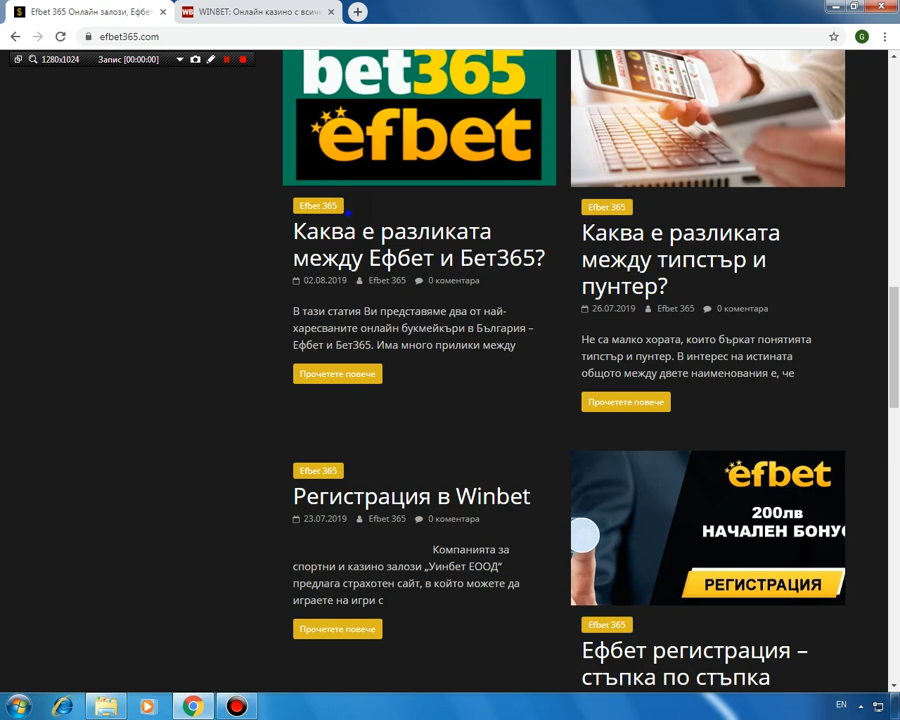 Efbet 365 Онлайн залози, Ефбе
WINBET: Онлайн казино с всичк
efbet365.com
1280x1024 Запис [00:00:00]
bet365
efbet
Efbet 365
Каква е разликата
между Ефбет и Бет365?
02.08.2019 Efbet 365 0 коментара
В тази статия Ви представяме два от най-
харесваните онлайн букмейкъри в България –
Ефбет и Бет365. Има много прилики между
Прочетете повече
Efbet 365
Каква е разликата
между типстър и
пунтер?
26.07.2019 Efbet 365 0 коментара
Не са малко хората, които бъркат понятията
типстър и пунтер. В интерес на истината
общото между двете наименования е, че
Прочетете повече
Efbet 365
Регистрация в Winbet
23.07.2019 Efbet 365 0 коментара
Компанията за
спортни и казино залози „Уинбет ЕООД“
предлага страхотен сайт, в който можете да
играете на игри с
Прочетете повече
efbet
200лв
НАЧАЛЕН БОНУС
РЕГИСТРАЦИЯ
Efbet 365
Ефбет регистрация –
стъпка по стъпка
EN